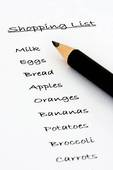 Shopping List
Milk
Eggs
Bread
Apples
Oranges
Bananas
Potatoes
Broccoli
Carrots